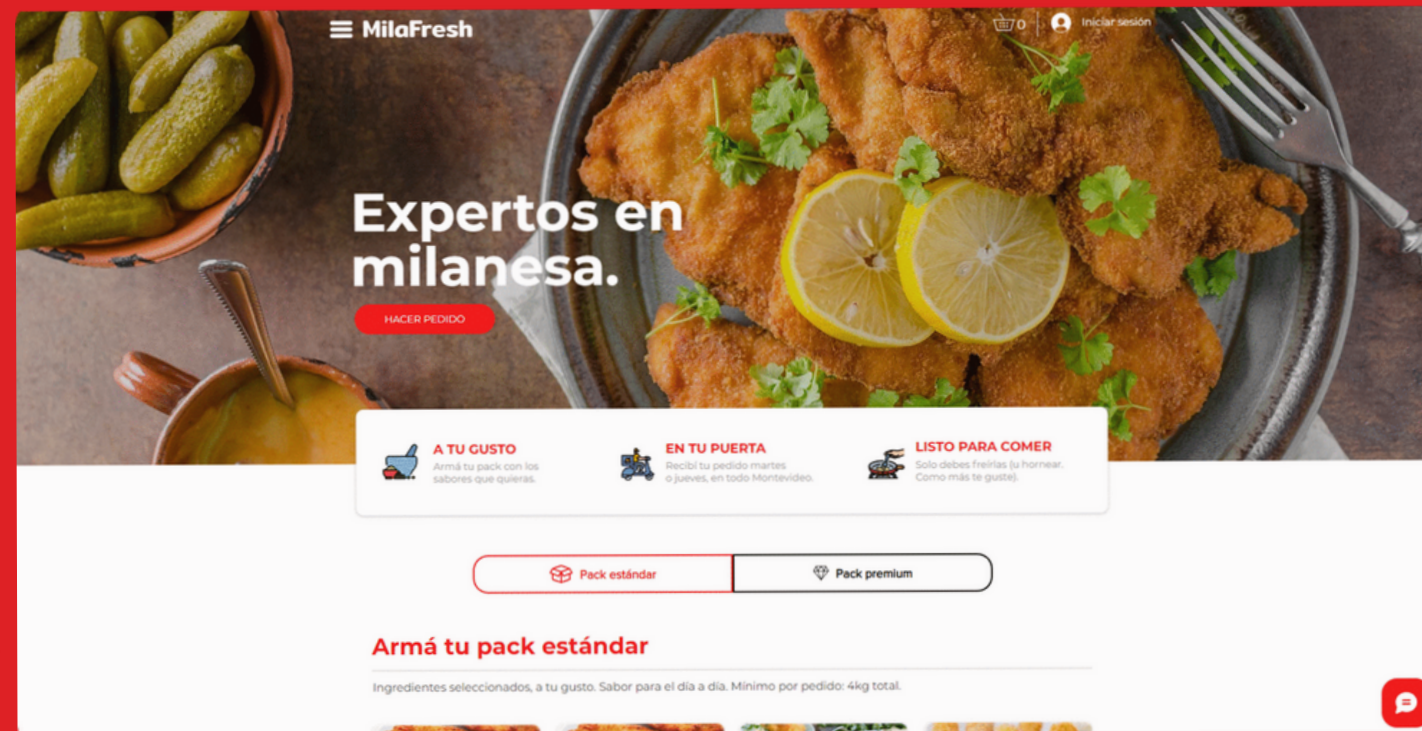 MilaFresh
0
Iniciar sesión
Expertos en
milanesa.
HACER PEDIDO
A TU GUSTO
Armá tu pack con los
sabores que quieras.
EN TU PUERTA
Recibí tu pedido martes
o jueves, en todo Montevideo.
LISTO PARA COMER
Solo debes freírlas (u hornear.
Como más te guste).
Pack estándar
Pack premium
Armá tu pack estándar
Ingredientes seleccionados, a tu gusto. Sabor para el día a día. Mínimo por pedido: 4kg total.